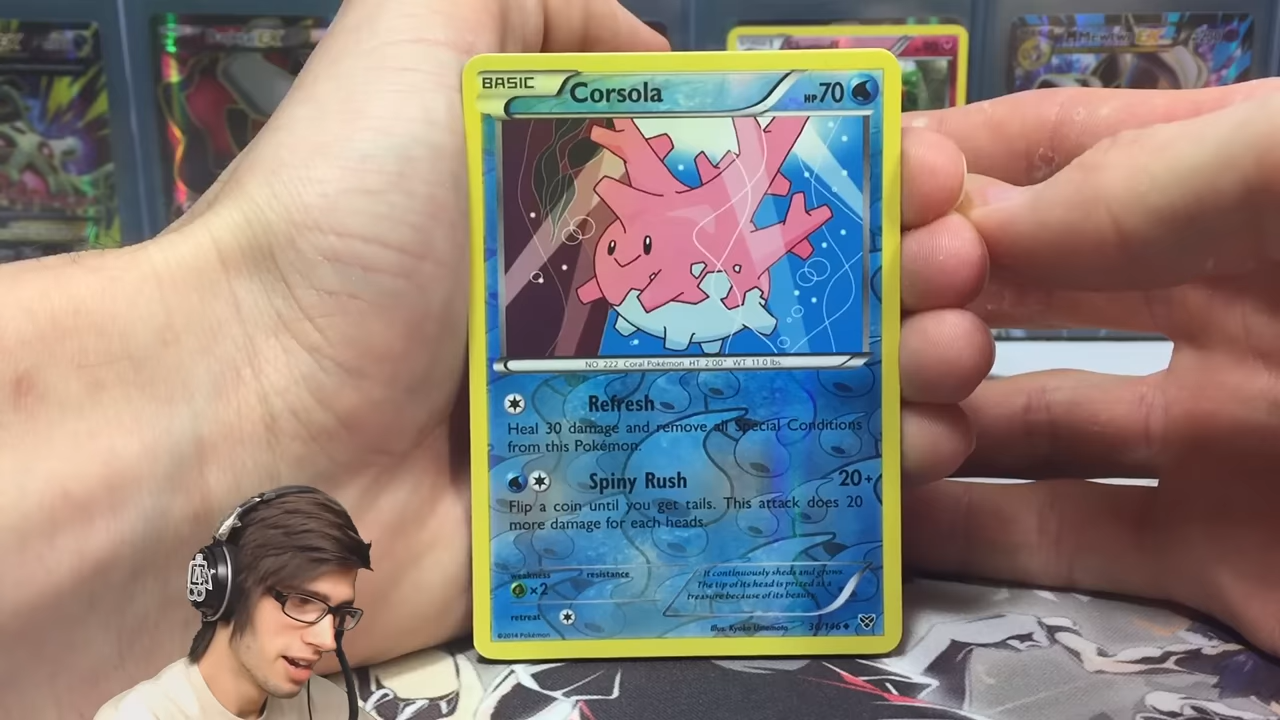 BASIC Corsola HP 70
NO. 222 Coral Pokémon HT: 2'00" WT: 11.0 lbs.
Refresh
Heal 30 damage and remove all Special Conditions
from this Pokémon.
Spiny Rush 20+
Flip a coin until you get tails. This attack does 20
more damage for each heads.
weakness resistance
×2
It continuously sheds and grows.
The tip of its head is prized as a
treasure because of its beauty.
retreat
Illus. Kyoko Umemoto 36/146
©2014 Pokémon